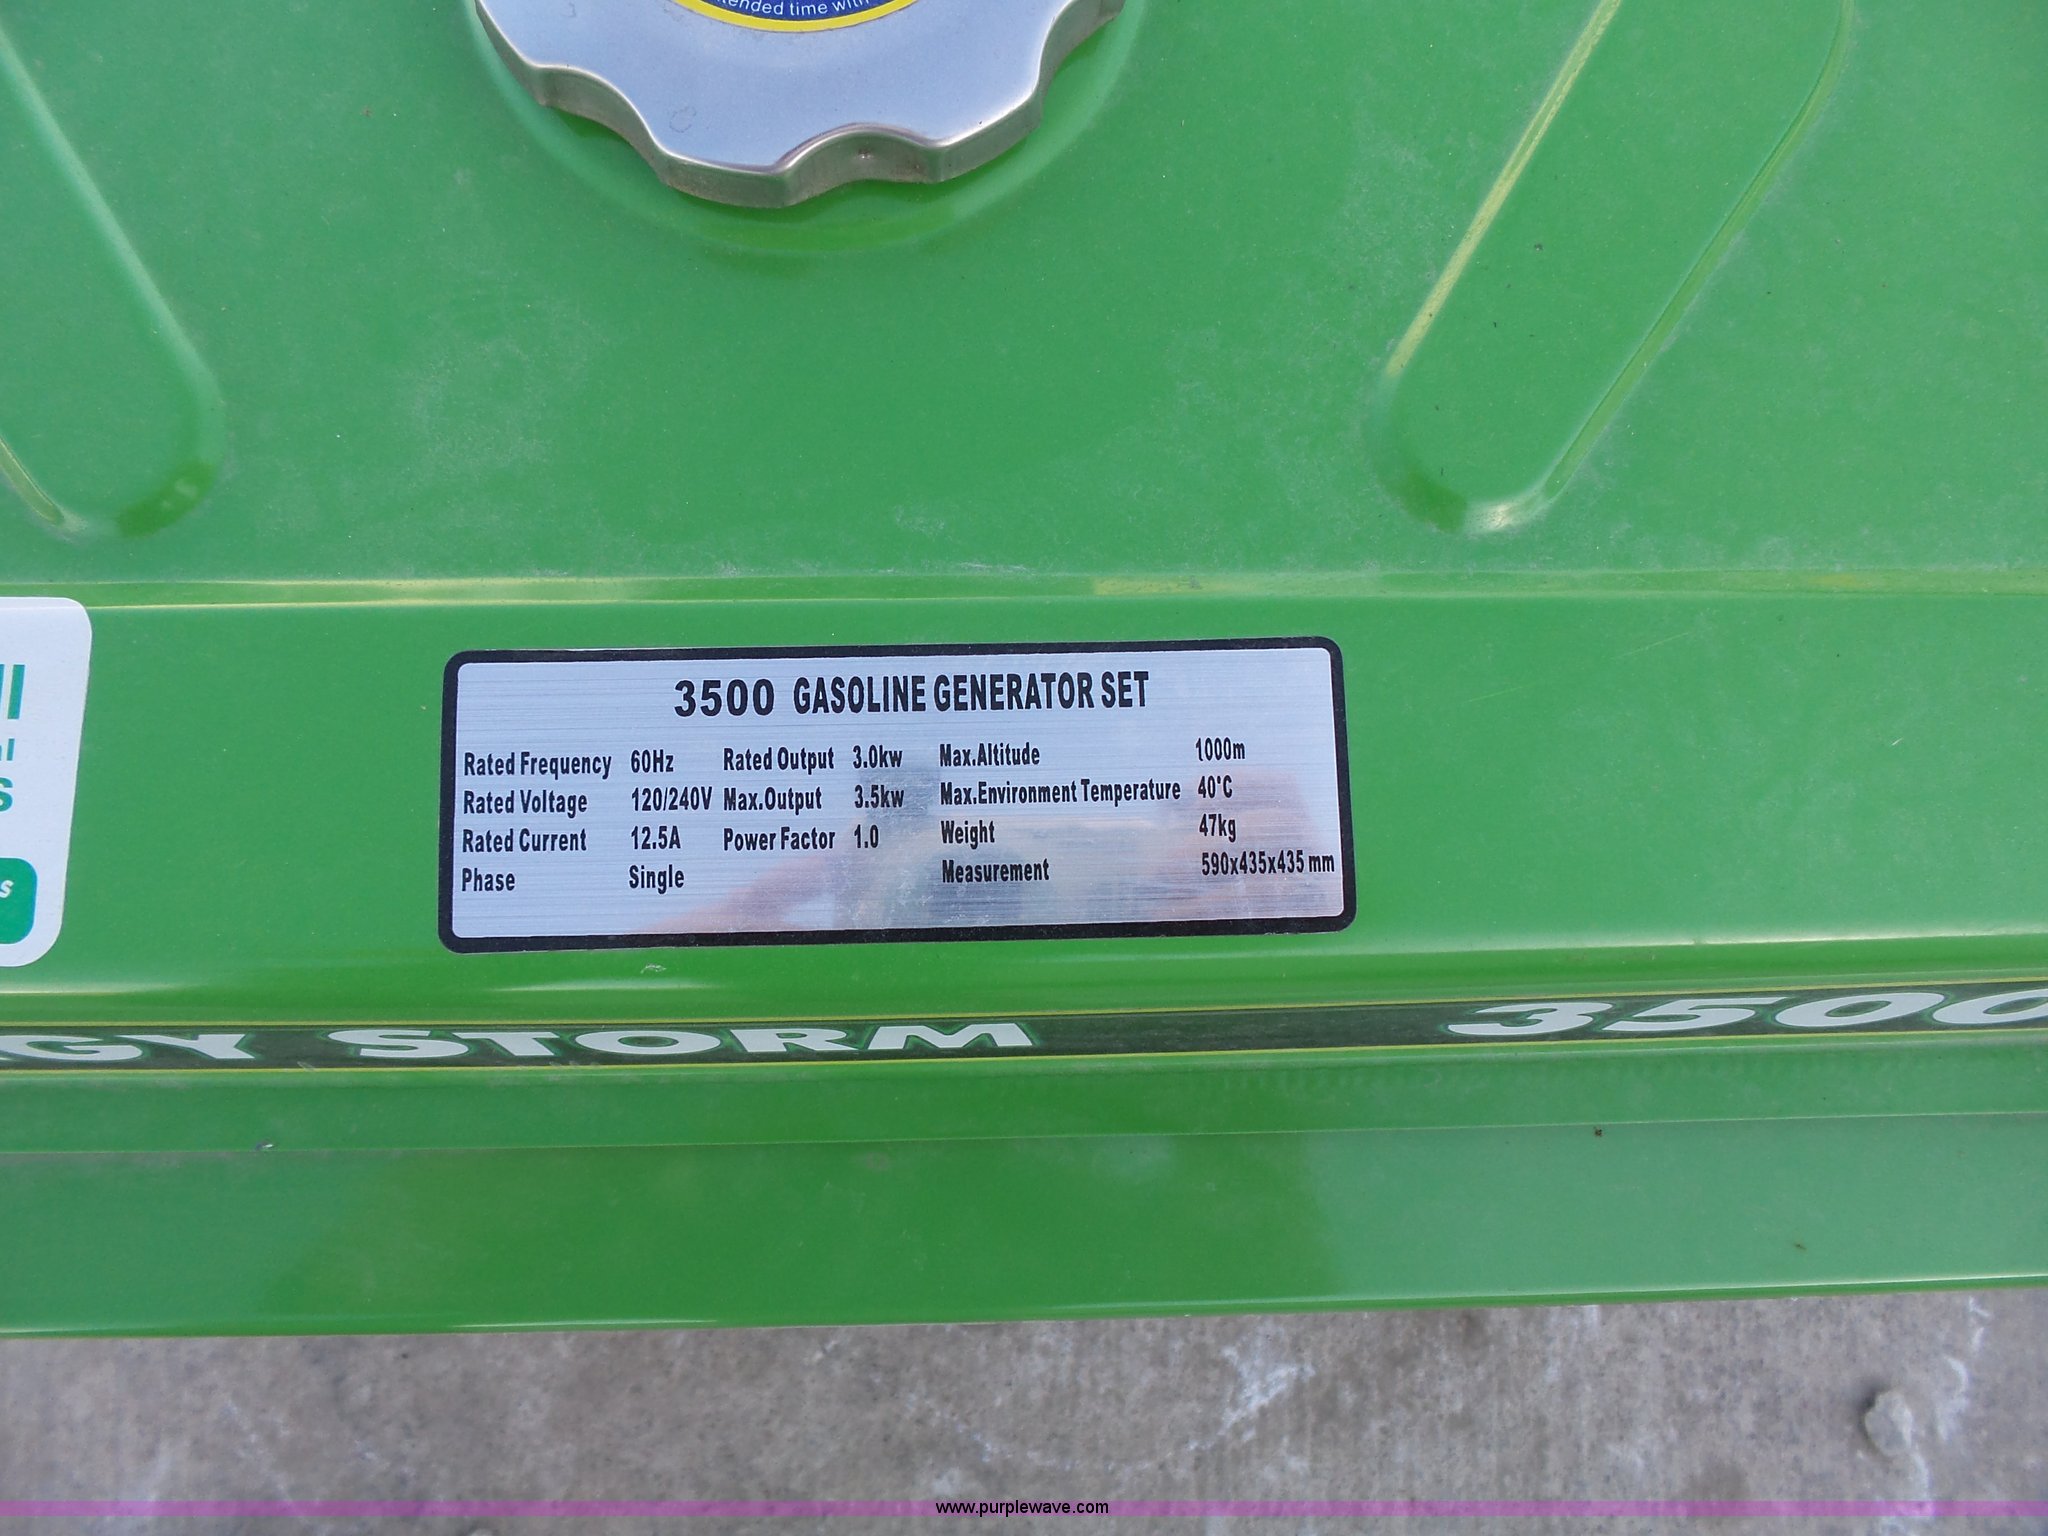 time with
3500 GASOLINE GENERATOR SET
Rated Frequency 60Hz Rated Output 3.0kw Max.Altitude 1000m
Rated Voltage 120/240V Max.Output 3.5kw Max.Environment Temperature 40°C
Rated Current 12.5A Power Factor 1.0 Weight 47kg
Phase Single Measurement 590x435x435 mm
STORM 3500
www.purplewave.com